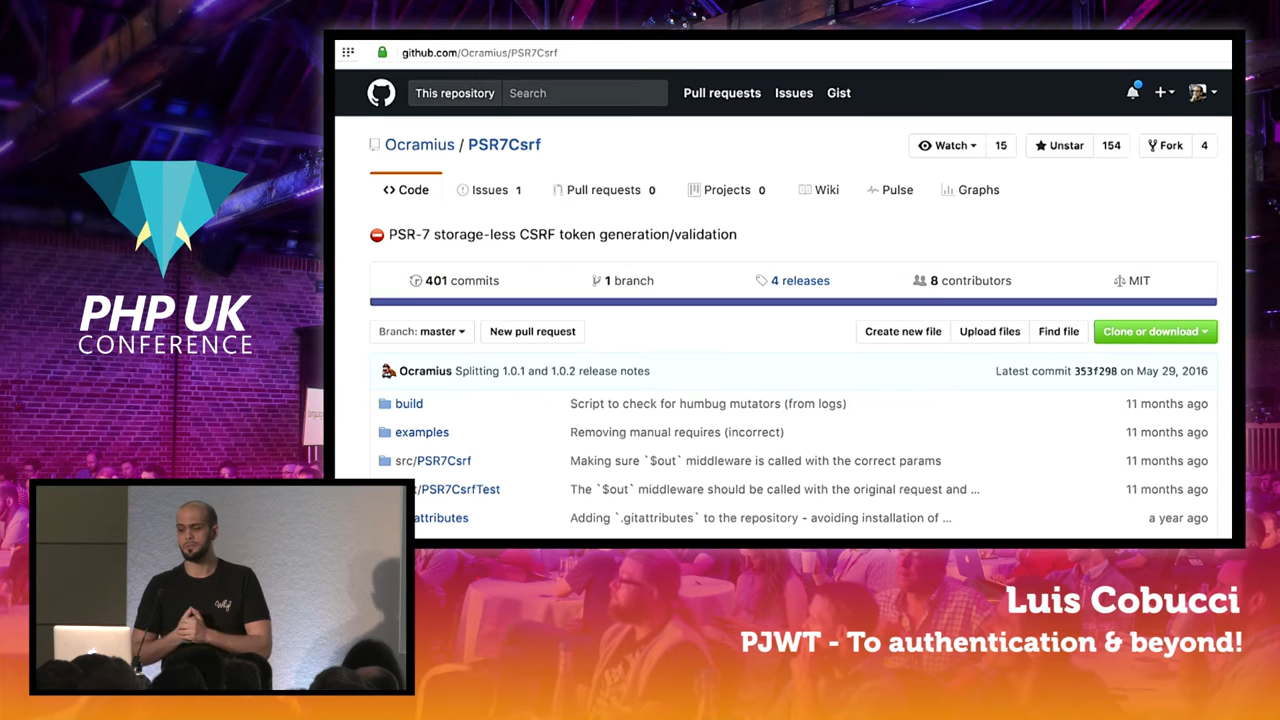 github.com/Ocramius/PSR7Csrf
This repository Search Pull requests Issues Gist
Ocramius / PSR7Csrf
Watch 15 Unstar 154 Fork 4
Code Issues 1 Pull requests 0 Projects 0 Wiki Pulse Graphs
PSR-7 storage-less CSRF token generation/validation
401 commits 1 branch 4 releases 8 contributors MIT
Branch: master New pull request Create new file Upload files Find file Clone or download
Ocramius Splitting 1.0.1 and 1.0.2 release notes Latest commit 353f298 on May 29, 2016
build Script to check for humbug mutators (from logs) 11 months ago
examples Removing manual requires (incorrect) 11 months ago
src/PSR7Csrf Making sure `$out` middleware is called with the correct params 11 months ago
/PSR7CsrfTest The `$out` middleware should be called with the original request and ... 11 months ago
attributes Adding `.gitattributes` to the repository - avoiding installation of ... a year ago
PHP UK
CONFERENCE
Why?
Luis Cobucci
PJWT - To authentication & beyond!